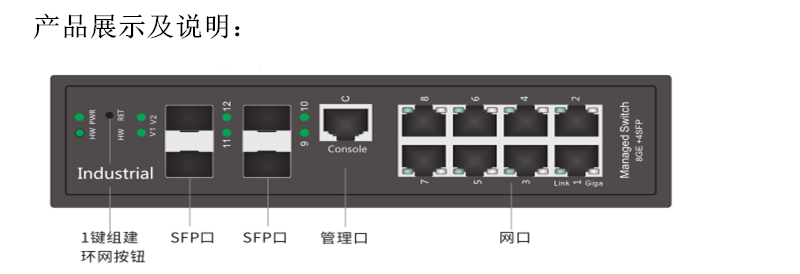 产品展示及说明：
HW PWR
HW RET
V1 V2
11 12
9 10
C
Console
8 6 4 2
7 5 3 1
Link Giga
Managed Switch
8GE +4SFP
Industrial
1键组建
环网按钮
SFP口
SFP口
管理口
网口